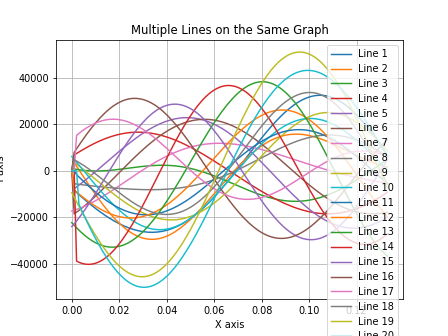 Multiple Lines on the Same Graph
40000
20000
0
−20000
−40000
0.00
0.02
0.04
0.06
0.08
0.10
X axis
Line 1
Line 2
Line 3
Line 4
Line 5
Line 6
Line 7
Line 8
Line 9
Line 10
Line 11
Line 12
Line 13
Line 14
Line 15
Line 16
Line 17
Line 18
Line 19
Line 20